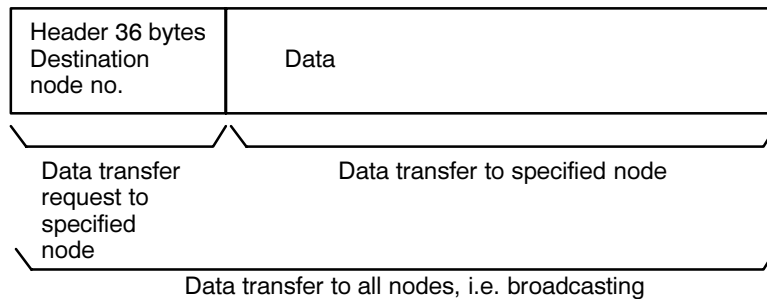 Header 36 bytes
Destination
node no.
Data
Data transfer
request to
specified
node
Data transfer to specified node
Data transfer to all nodes, i.e. broadcasting